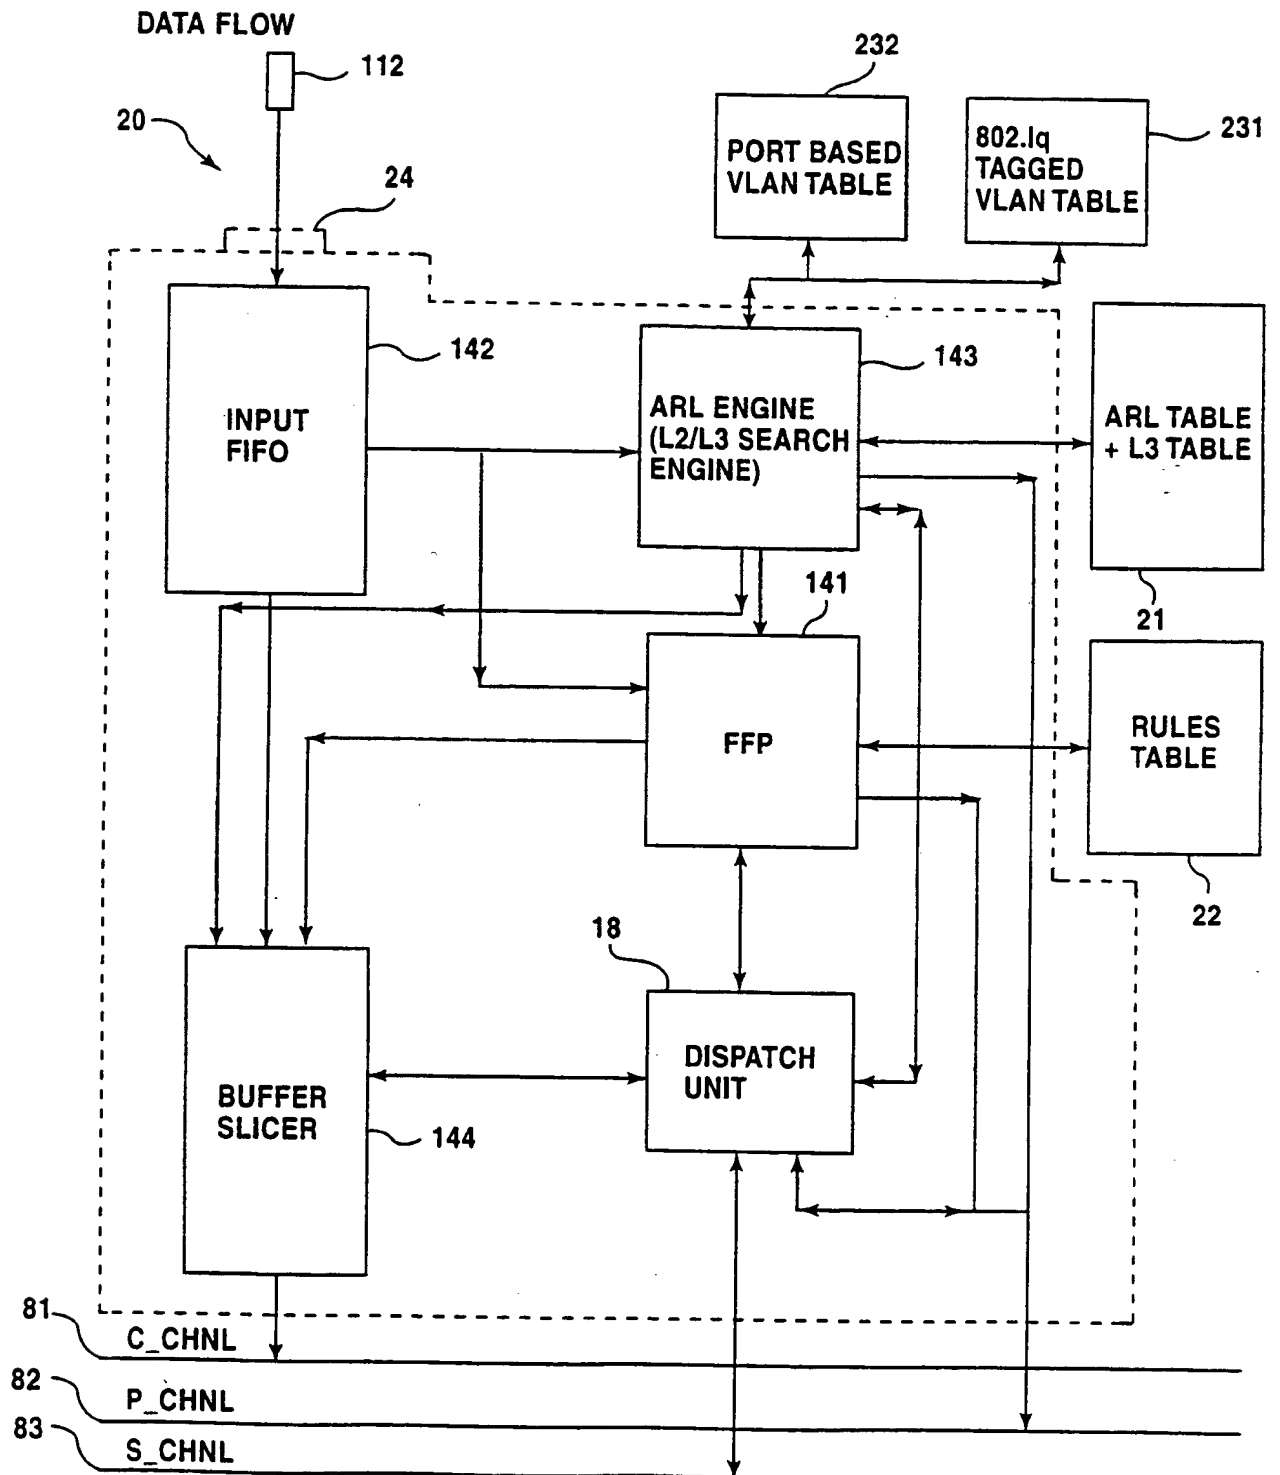 DATA FLOW
112
20
24
232
PORT BASED
VLAN TABLE
231
802.Iq
TAGGED
VLAN TABLE
142
INPUT
FIFO
143
ARL ENGINE
(L2/L3 SEARCH
ENGINE)
ARL TABLE
+ L3 TABLE
21
141
FFP
RULES
TABLE
22
18
DISPATCH
UNIT
BUFFER
SLICER
144
81
C_CHNL
82
P_CHNL
83
S_CHNL